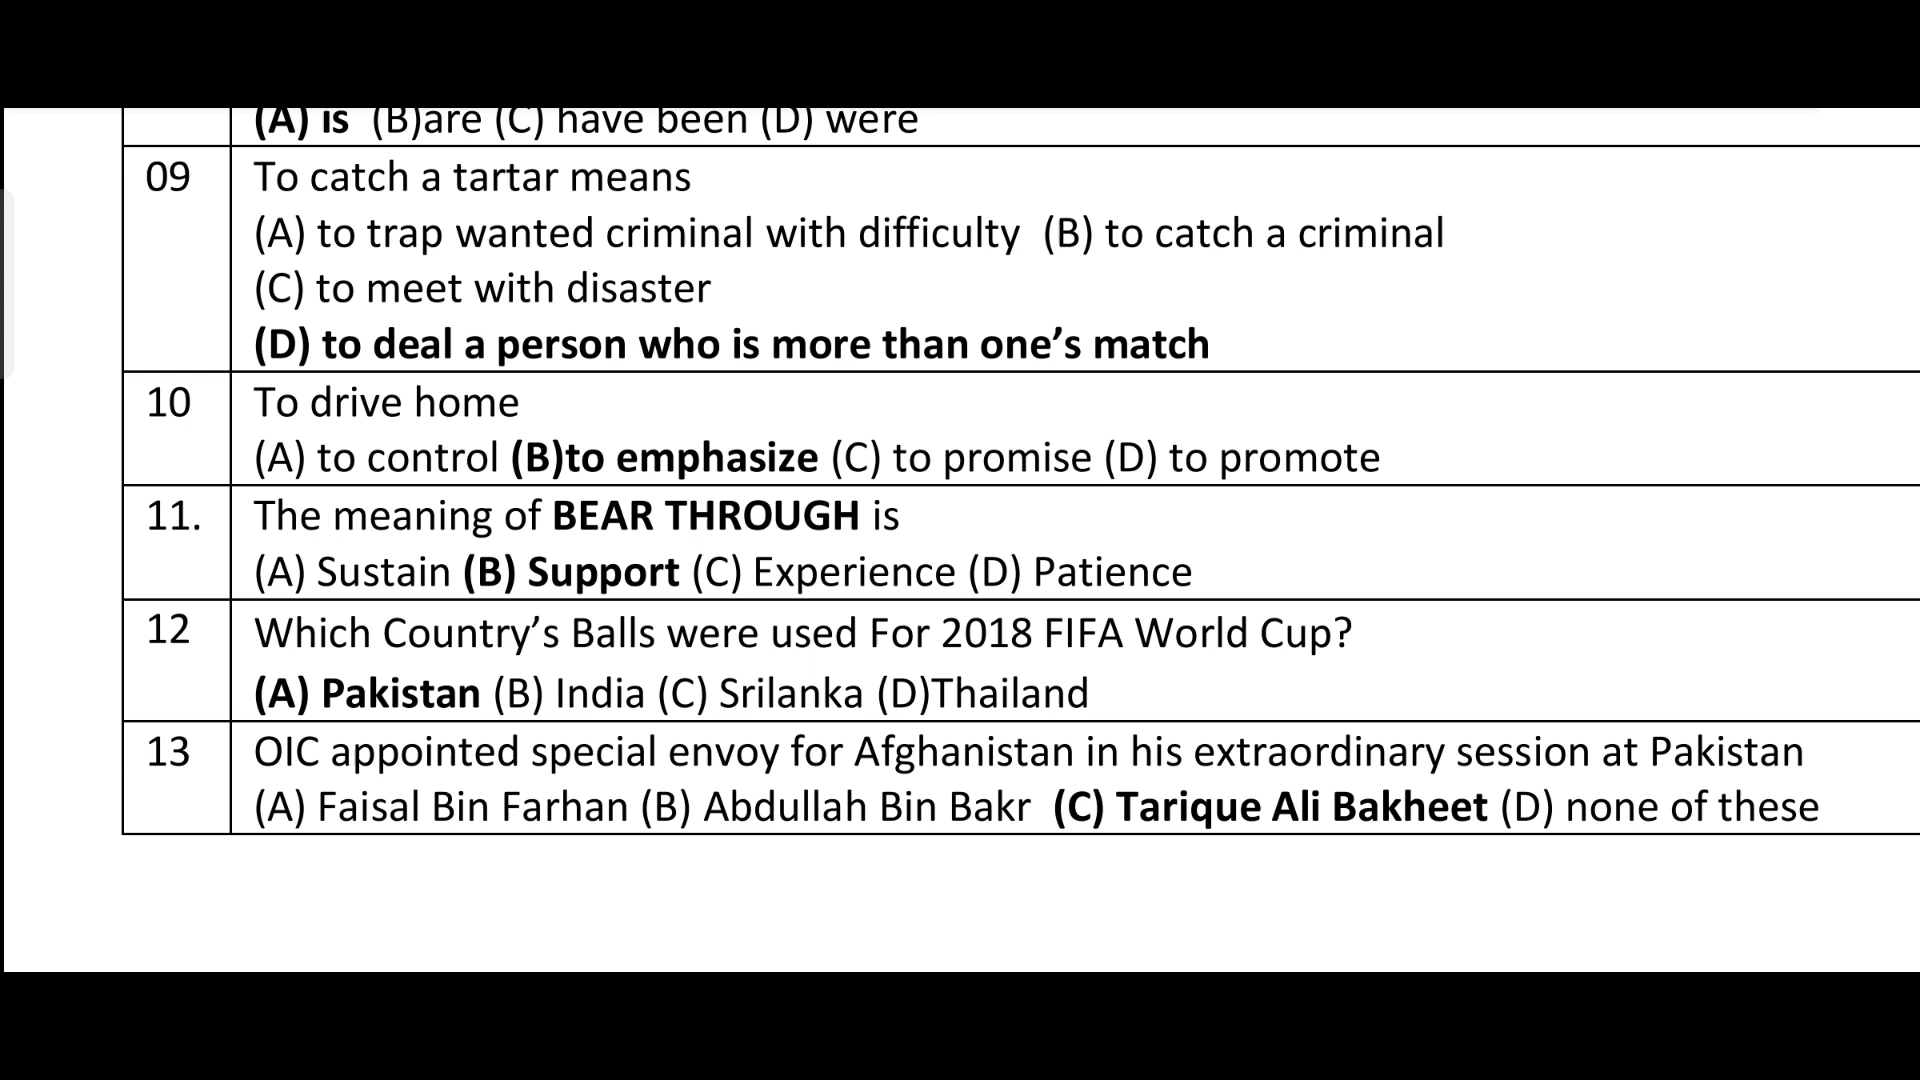 (A) is (B)are (C) have been (D) were
09 To catch a tartar means
(A) to trap wanted criminal with difficulty (B) to catch a criminal
(C) to meet with disaster
(D) to deal a person who is more than one’s match
10 To drive home
(A) to control (B)to emphasize (C) to promise (D) to promote
11. The meaning of BEAR THROUGH is
(A) Sustain (B) Support (C) Experience (D) Patience
12 Which Country’s Balls were used For 2018 FIFA World Cup?
(A) Pakistan (B) India (C) Srilanka (D)Thailand
13 OIC appointed special envoy for Afghanistan in his extraordinary session at Pakistan
(A) Faisal Bin Farhan (B) Abdullah Bin Bakr (C) Tarique Ali Bakheet (D) none of these